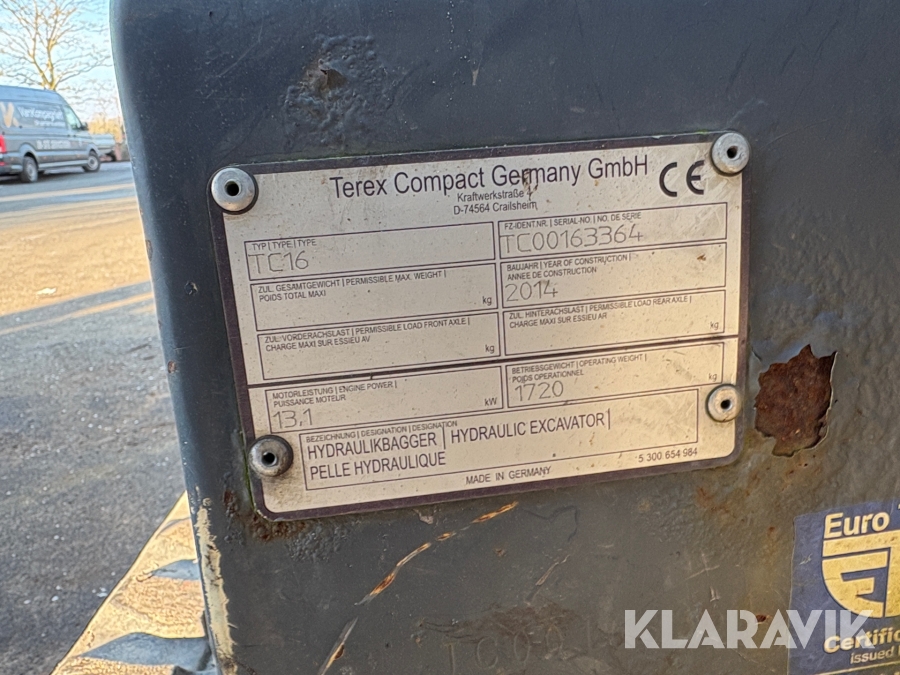 Terex Compact Germany GmbH
Kraftwerkstraße 4
D-74564 Crailsheim
CE
TYP | TYPE | TYPE
TC16
FZ-IDENT.NR. | SERIAL-NO. | NO. DE SERIE
TC00163364
ZUL. GESAMTGEWICHT | PERMISSIBLE MAX. WEIGHT |
POIDS TOTAL MAXI
kg
BAUJAHR | YEAR OF CONSTRUCTION |
ANNEE DE CONSTRUCTION
2014
ZUL.VORDERACHSLAST | PERMISSIBLE LOAD FRONT AXLE |
CHARGE MAXI SUR ESSIEU AV
kg
ZUL. HINTERACHSLAST | PERMISSIBLE LOAD REAR AXLE |
CHARGE MAXI SUR ESSIEU AR
kg
MOTORLEISTUNG | ENGINE POWER |
PUISSANCE MOTEUR
13,1
kW
BETRIEBSGEWICHT | OPERATING WEIGHT |
POIDS OPERATIONNEL
1720
kg
BEZEICHNUNG | DESIGNATION | DESIGNATION
HYDRAULIKBAGGER | HYDRAULIC EXCAVATOR |
PELLE HYDRAULIQUE
5 300 654 984
MADE IN GERMANY
Euro
E
Certific
issued
KLARAVIK